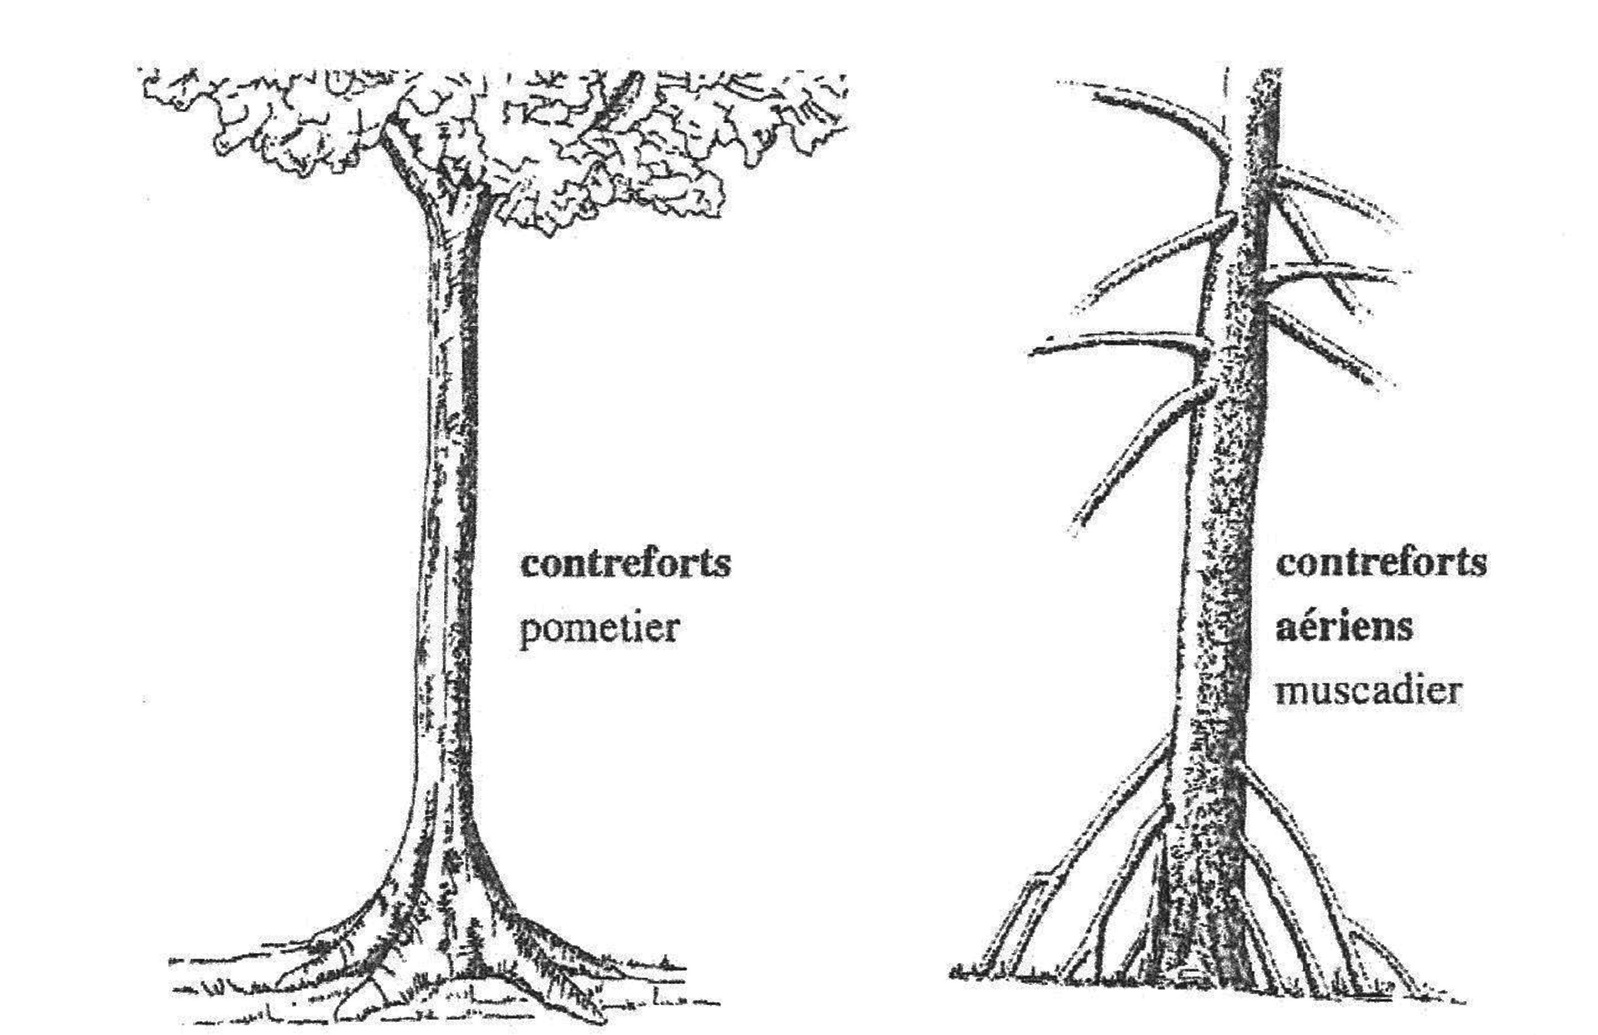 contreforts
pometier
contreforts
aériens
muscadier